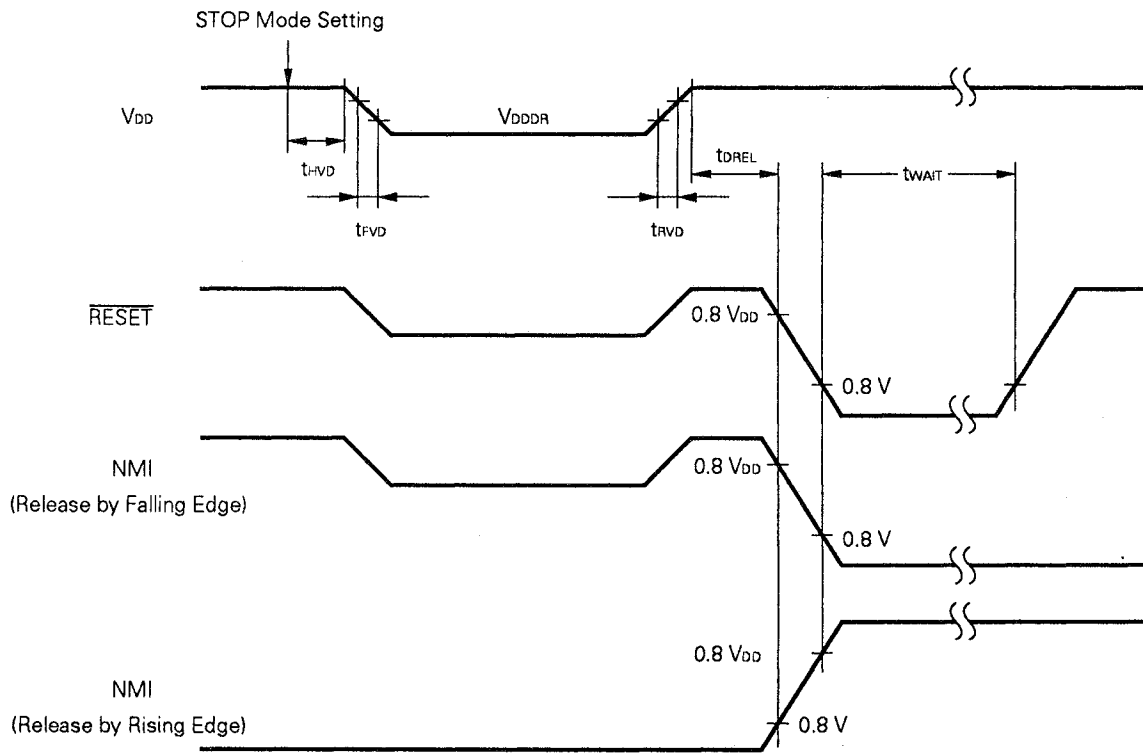 STOP Mode Setting
VDD
VDDDR
tHVD
tFVD
tRVD
tDREL
tWAIT
RESET
0.8 VDD
0.8 V
NMI
(Release by Falling Edge)
0.8 VDD
0.8 V
NMI
(Release by Rising Edge)
0.8 VDD
0.8 V